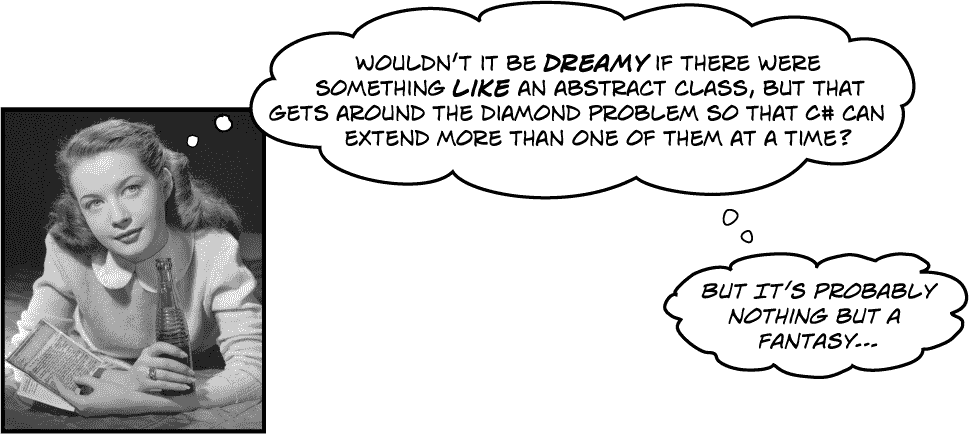 WOULDN'T IT BE DREAMY IF THERE WERE
SOMETHING LIKE AN ABSTRACT CLASS, BUT THAT
GETS AROUND THE DIAMOND PROBLEM SO THAT C# CAN
EXTEND MORE THAN ONE OF THEM AT A TIME?
BUT IT'S PROBABLY
NOTHING BUT A
FANTASY...